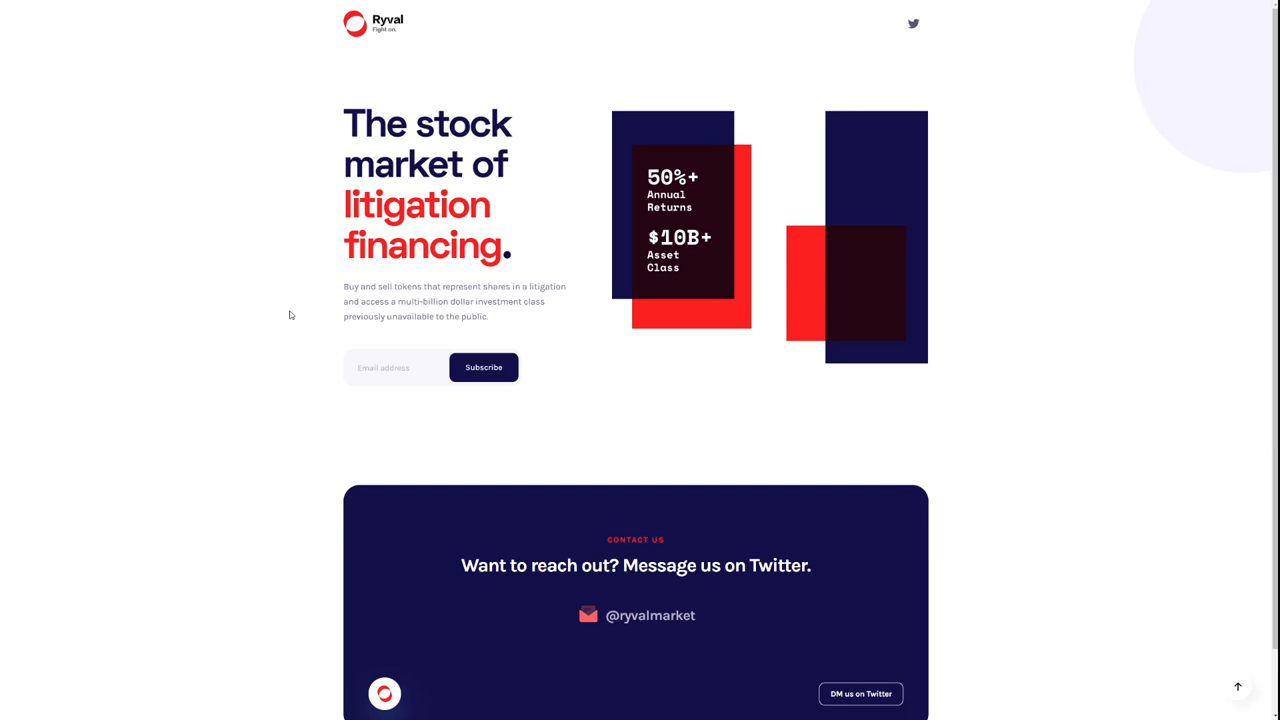 Ryval
Fight on.
The stock
market of
litigation
financing.
Buy and sell tokens that represent shares in a litigation
and access a multi-billion dollar investment class
previously unavailable to the public.
Email address
Subscribe
50%+
Annual
Returns
$10B+
Asset
Class
CONTACT US
Want to reach out? Message us on Twitter.
@ryvalmarket
DM us on Twitter